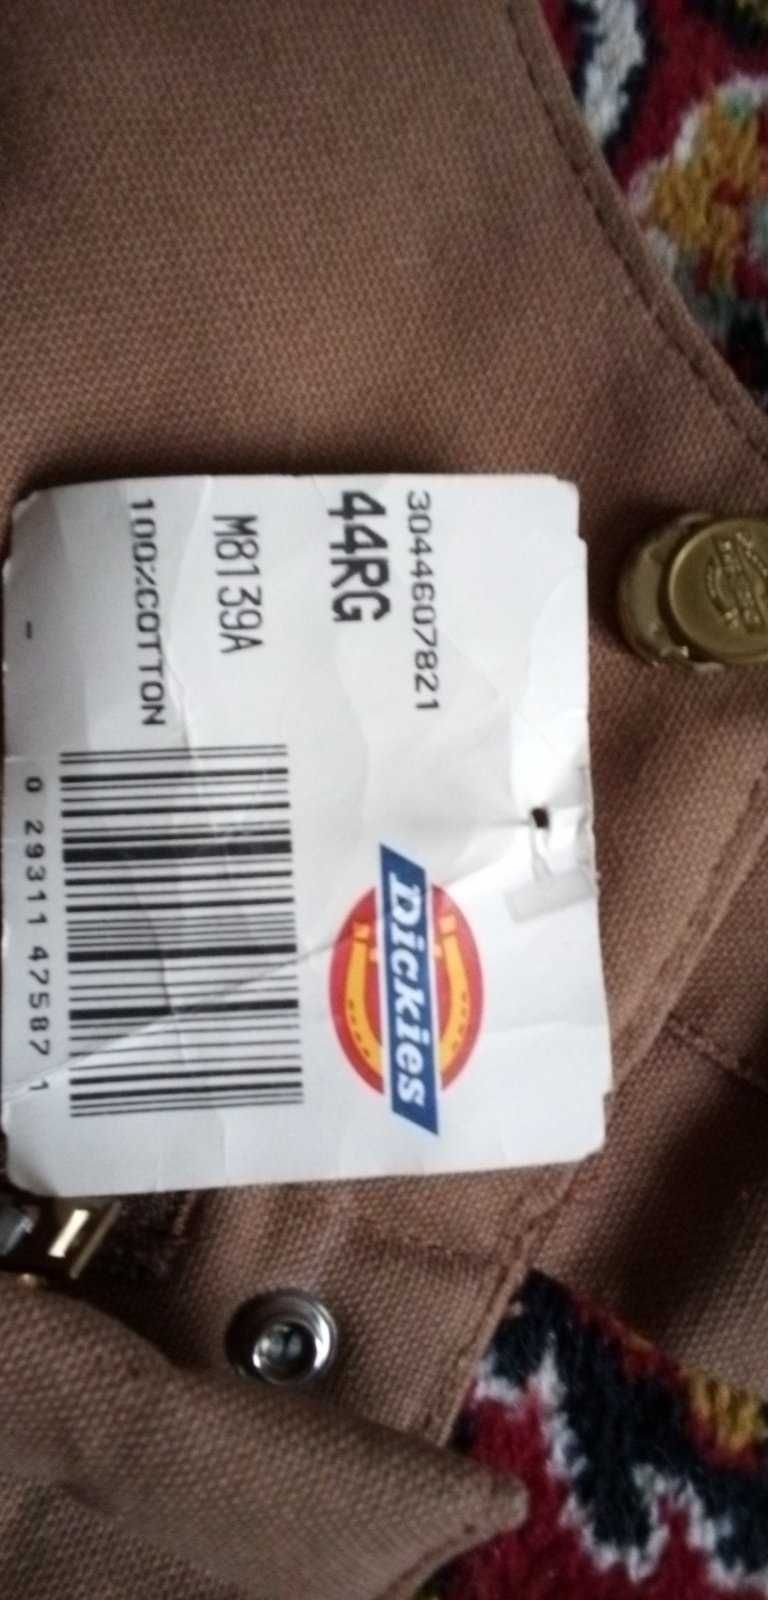 3044607821
44RG
M8139A
100%COTTON
Dickies
0 29311 47587 1